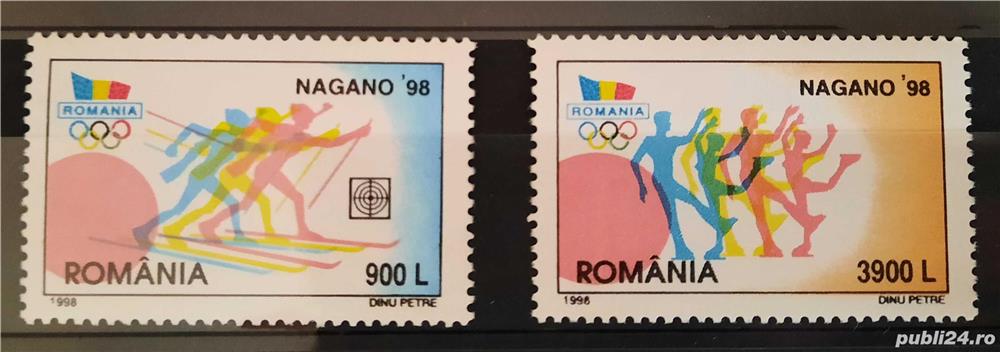 NAGANO '98
ROMANIA
ROMÂNIA
900 L
1998
DINU PETRE
NAGANO '98
ROMANIA
ROMÂNIA
3900 L
1998
DINU PETRE
publi24.ro